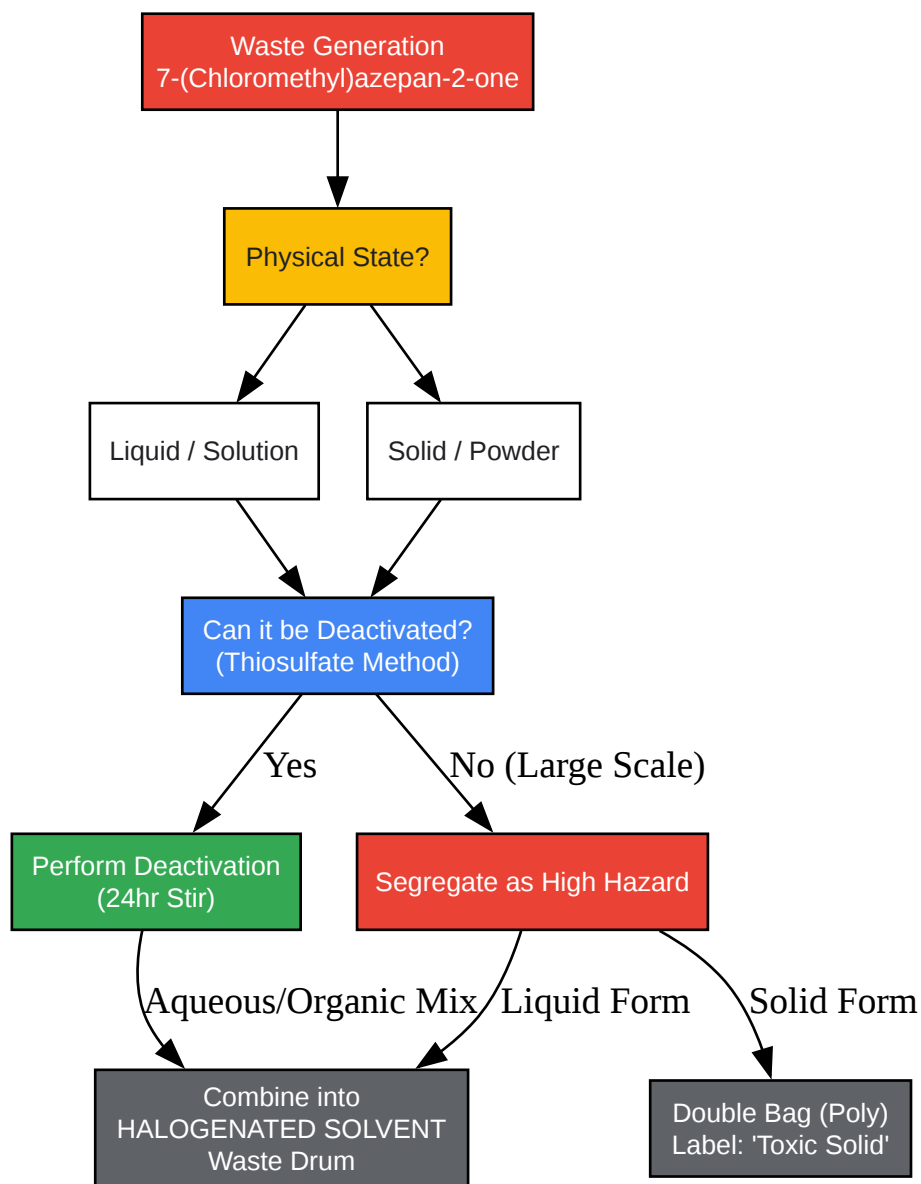 Waste Generation
7-(Chloromethyl)azepan-2-one
Physical State?
Liquid / Solution
Solid / Powder
Can it be Deactivated?
(Thiosulfate Method)
Yes
No (Large Scale)
Perform Deactivation
(24hr Stir)
Segregate as High Hazard
Aqueous/Organic Mix
Liquid Form
Solid Form
Combine into
HALOGENATED SOLVENT
Waste Drum
Double Bag (Poly)
Label: 'Toxic Solid'